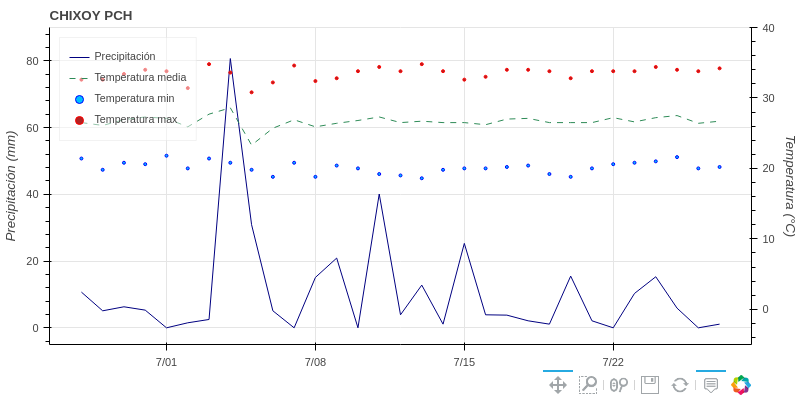 CHIXOY PCH
Precipitación
Temperatura media
Temperatura min
Temperatura max
Precipitación (mm)
80
60
40
20
0
Temperatura (°C)
40
30
20
10
0
7/01
7/08
7/15
7/22